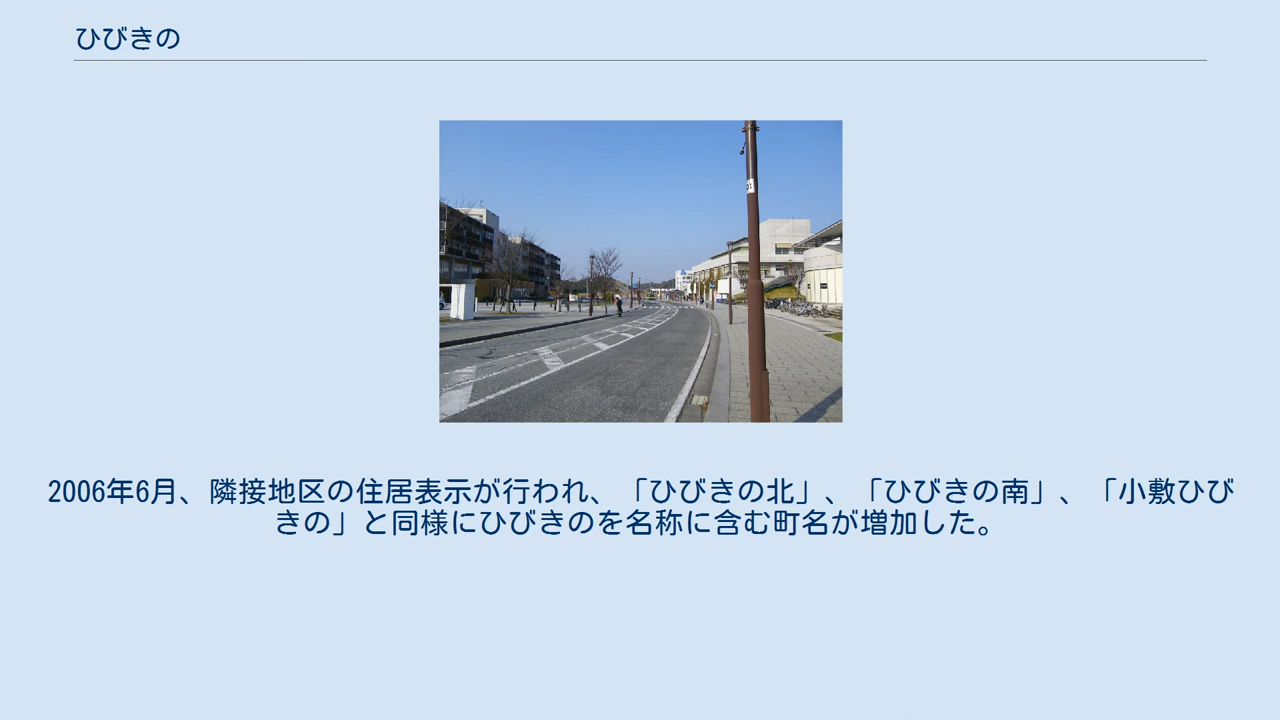 ひびきの
2006年6月、隣接地区の住居表示が行われ、「ひびきの北」、「ひびきの南」、「小敷ひび
きの」と同様にひびきのを名称に含む町名が増加した。